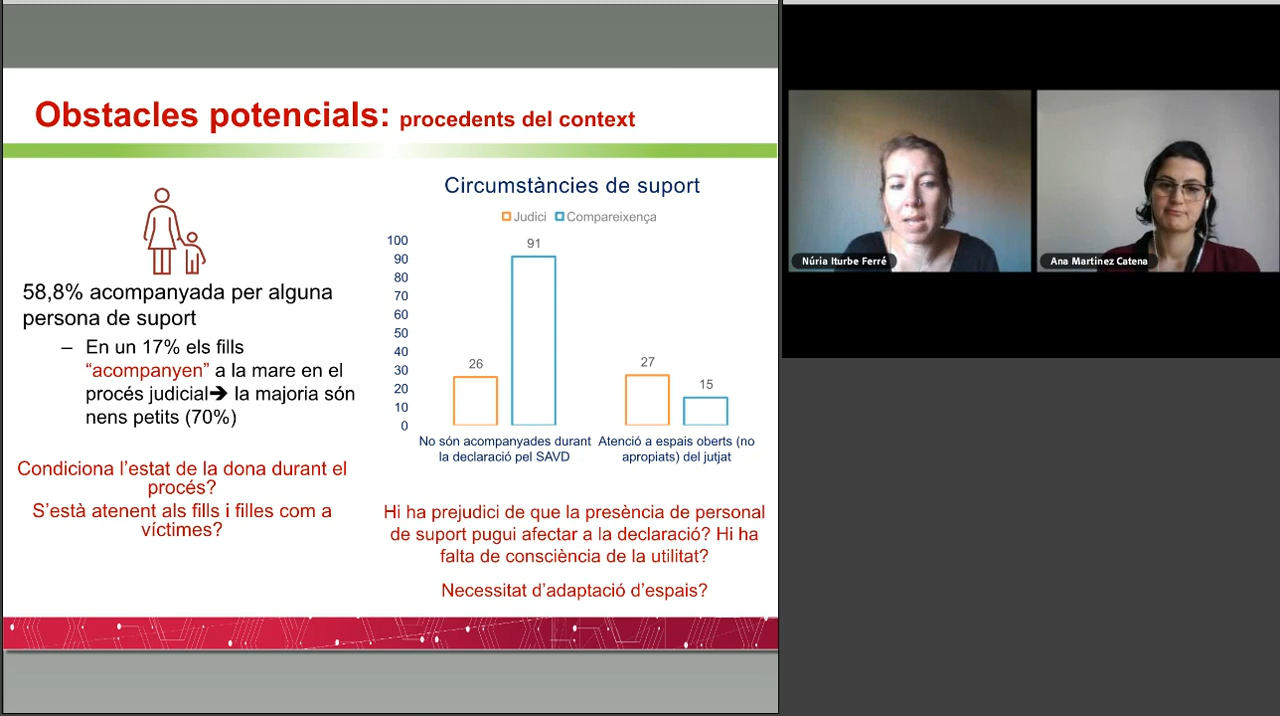 Obstacles potencials: procedents del context
58,8% acompanyada per alguna
persona de suport
– En un 17% els fills
“acompanyen” a la mare en el
procés judicial➔ la majoria són
nens petits (70%)
Condiciona l’estat de la dona durant el
procés?
S’està atenent als fills i filles com a
víctimes?
Circumstàncies de suport
Judici Compareixença
100
90
80
70
60
50
40
30
20
10
0
26
91
27
15
No són acompanyades durant
la declaració pel SAVD
Atenció a espais oberts (no
apropiats) del jutjat
Hi ha prejudici de que la presència de personal
de suport pugui afectar a la declaració? Hi ha
falta de consciència de la utilitat?
Necessitat d’adaptació d’espais?
Núria Iturbe Ferré
Ana Martinez Catena